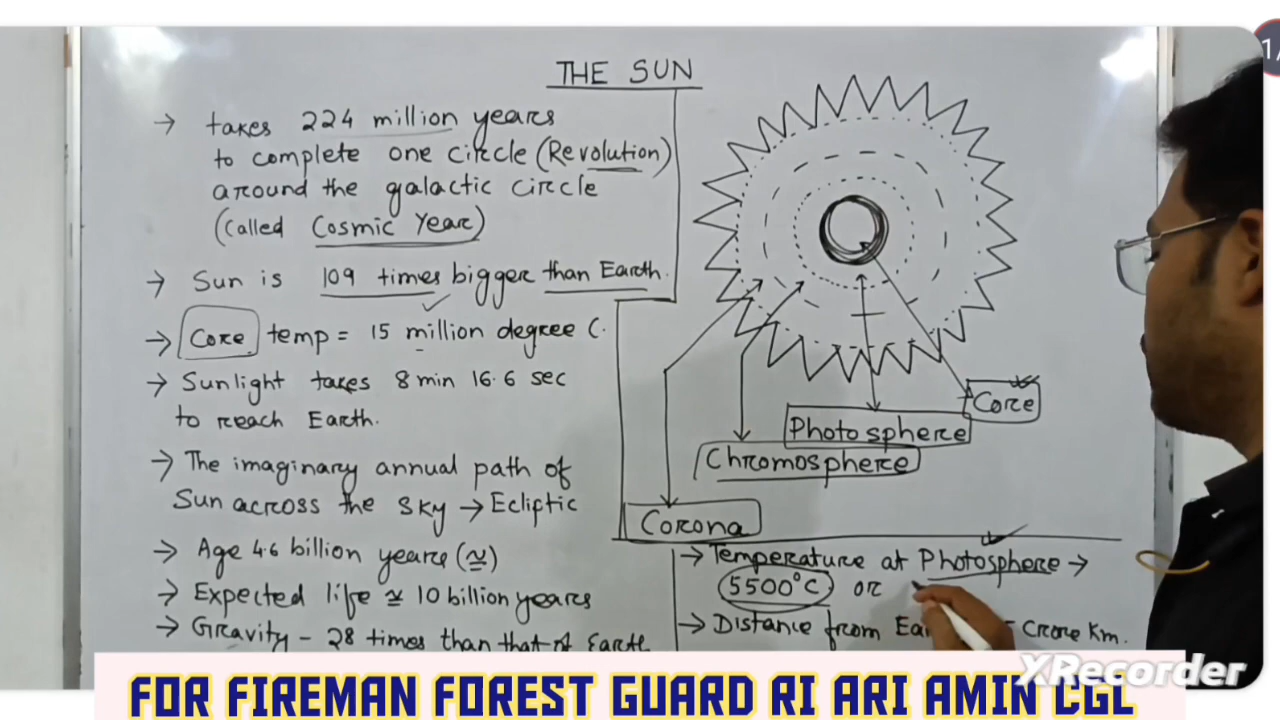 THE SUN
→ takes 224 million years
to complete one circle (Revolution)
around the galactic circle
(called Cosmic Year)
→ Sun is 109 times bigger than Earth.
→ Core temp = 15 million degree C.
→ Sunlight takes 8 min 16.6 sec
to reach Earth.
→ The imaginary annual path of
Sun across the sky → Ecliptic
→ Age 4.6 billion years (≅)
→ Expected life ≅ 10 billion years
→ Gravity - 28 times than that of Earth
Core
Photosphere
Chromosphere
Corona
→ Temperature at Photosphere →
5500°C or
→ Distance from Crore Km.
XRecorder
FOR FIREMAN FOREST GUARD RI ARI AMIN CGL